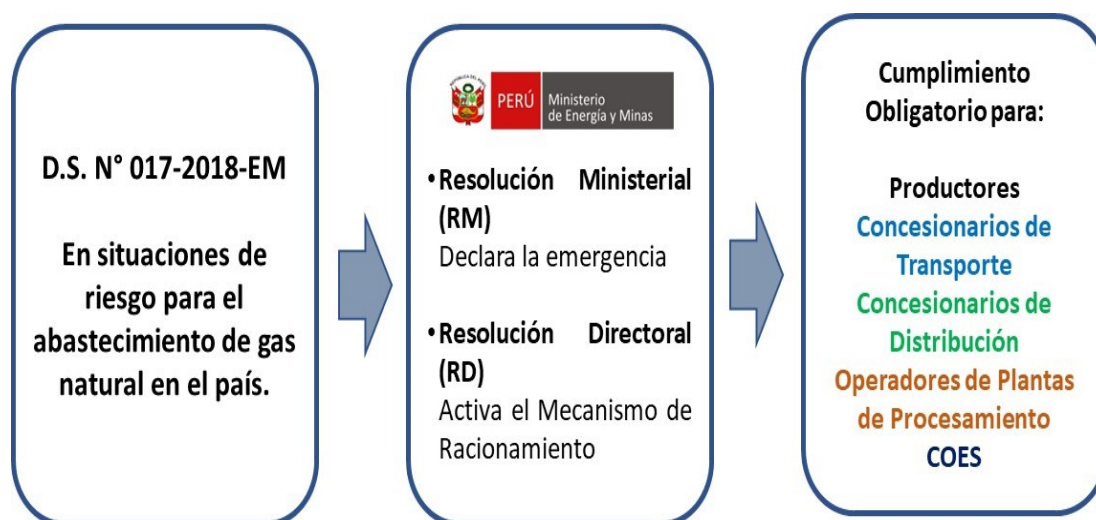 D.S. N° 017-2018-EM
En situaciones de
riesgo para el
abastecimiento de gas
natural en el país.
PERÚ
Ministerio
de Energía y Minas
•Resolución Ministerial
(RM)
Declara la emergencia
•Resolución Directoral
(RD)
Activa el Mecanismo de
Racionamiento
Cumplimiento
Obligatorio para:
Productores
Concesionarios de
Transporte
Concesionarios de
Distribución
Operadores de Plantas
de Procesamiento
COES